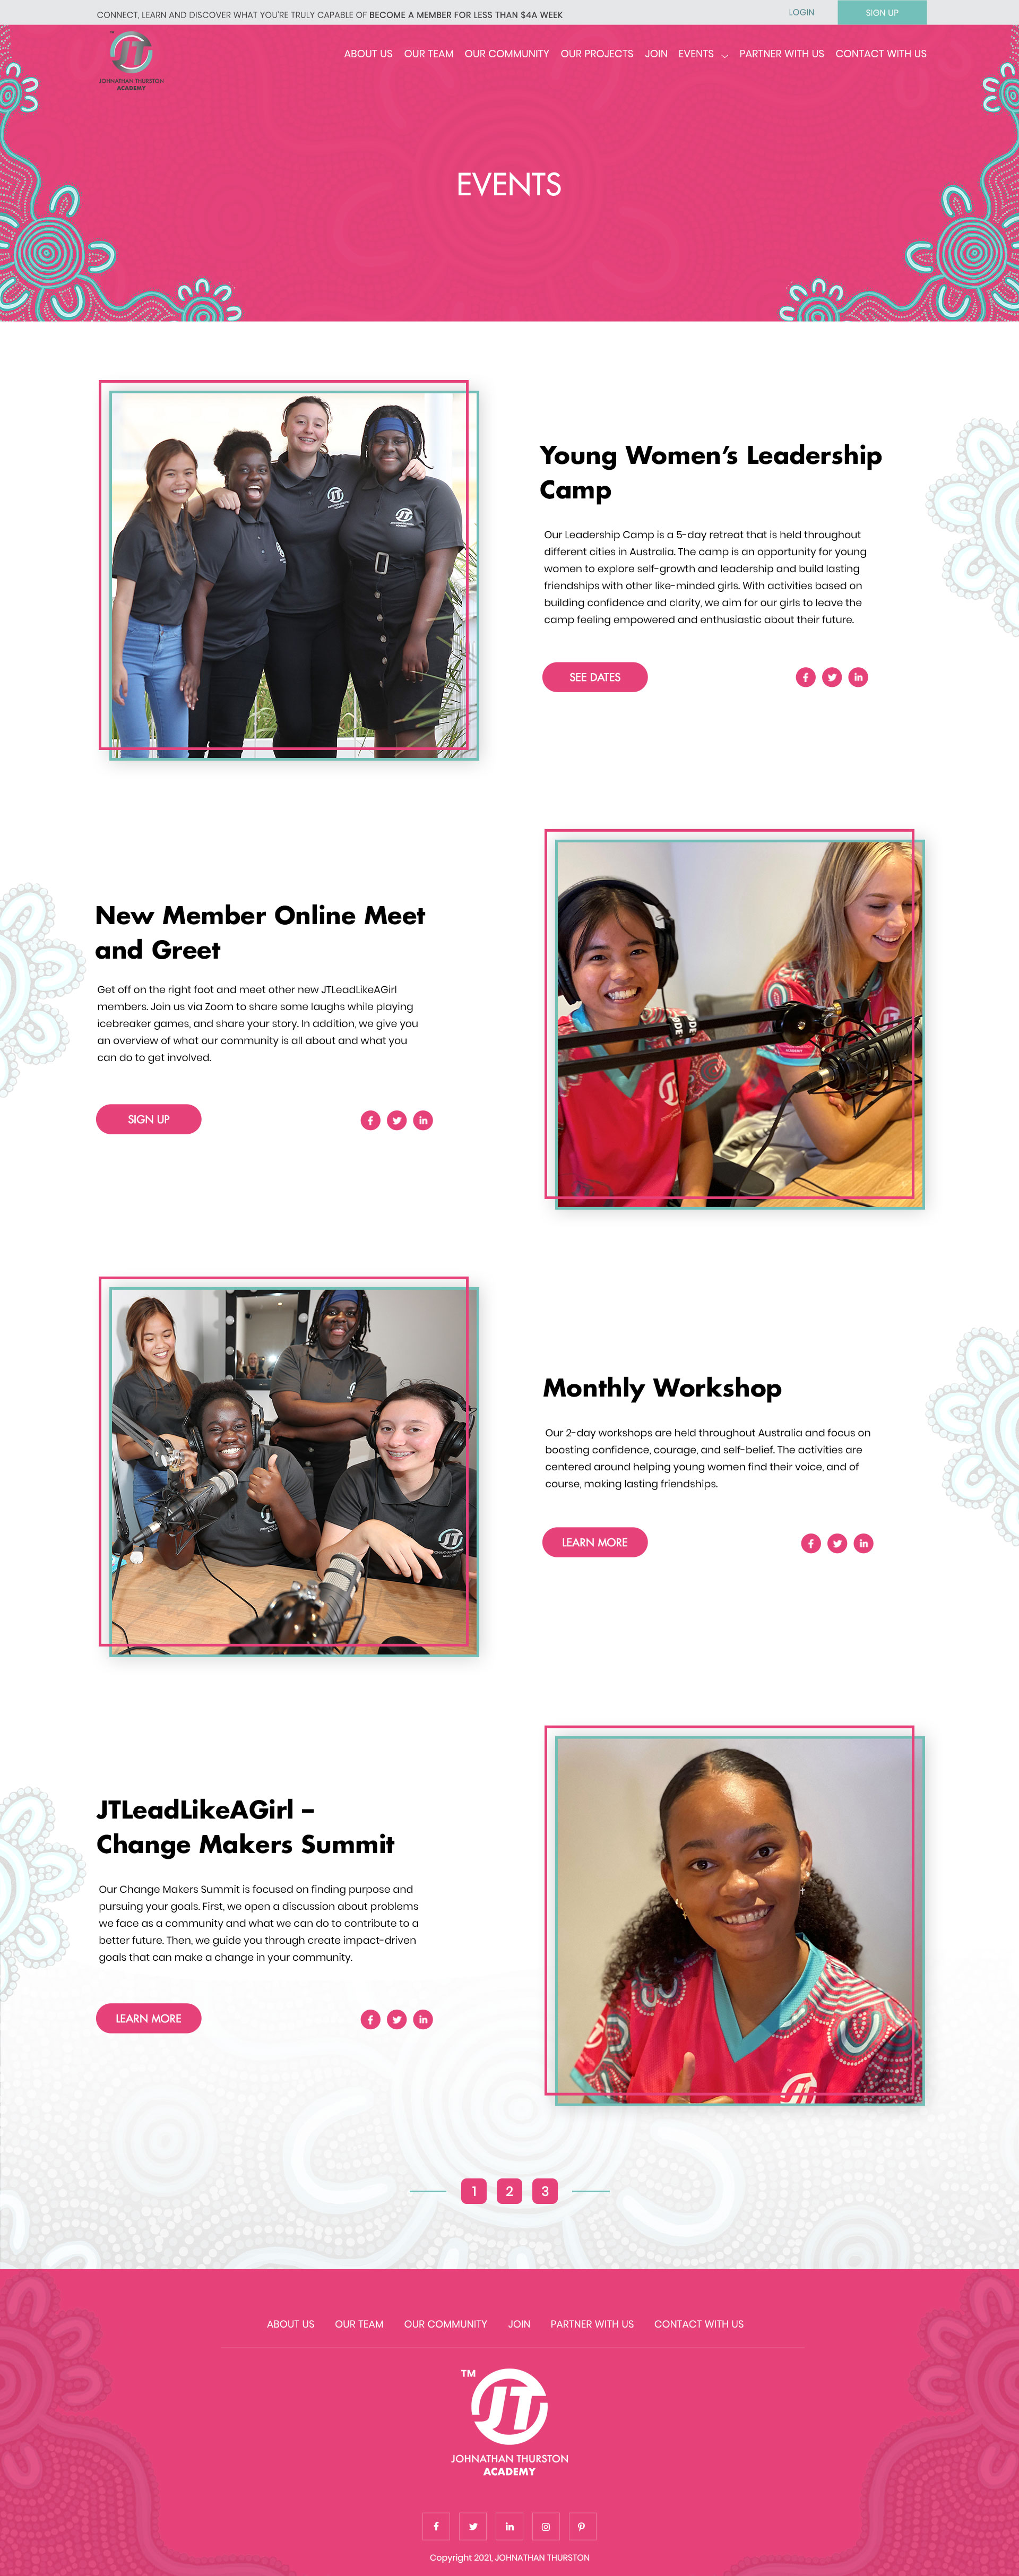 CONNECT, LEARN AND DISCOVER WHAT YOU'RE TRULY CAPABLE OF BECOME A MEMBER FOR LESS THAN $4A WEEK
LOGIN
SIGN UP
JT
JOHNATHAN THURSTON
ACADEMY
ABOUT US OUR TEAM OUR COMMUNITY OUR PROJECTS JOIN EVENTS PARTNER WITH US CONTACT WITH US
EVENTS
Young Women's Leadership
Camp
Our Leadership Camp is a 5-day retreat that is held throughout
different cities in Australia. The camp is an opportunity for young
women to explore self-growth and leadership and build lasting
friendships with other like-minded girls. With activities based on
building confidence and clarity, we aim for our girls to leave the
camp feeling empowered and enthusiastic about their future.
SEE DATES
New Member Online Meet
and Greet
Get off on the right foot and meet other new JTLeadLikeAGirl
members. Join us via Zoom to share some laughs while playing
icebreaker games, and share your story. In addition, we give you
an overview of what our community is all about and what you
can do to get involved.
SIGN UP
Monthly Workshop
Our 2-day workshops are held throughout Australia and focus on
boosting confidence, courage, and self-belief. The activities are
centered around helping young women find their voice, and of
course, making lasting friendships.
LEARN MORE
JTLeadLikeAGirl –
Change Makers Summit
Our Change Makers Summit is focused on finding purpose and
pursuing your goals. First, we open a discussion about problems
we face as a community and what we can do to contribute to a
better future. Then, we guide you through create impact-driven
goals that can make a change in your community.
LEARN MORE
1 2 3
ABOUT US OUR TEAM OUR COMMUNITY JOIN PARTNER WITH US CONTACT WITH US
TM
JT
JOHNATHAN THURSTON
ACADEMY
Copyright 2021, JOHNATHAN THURSTON